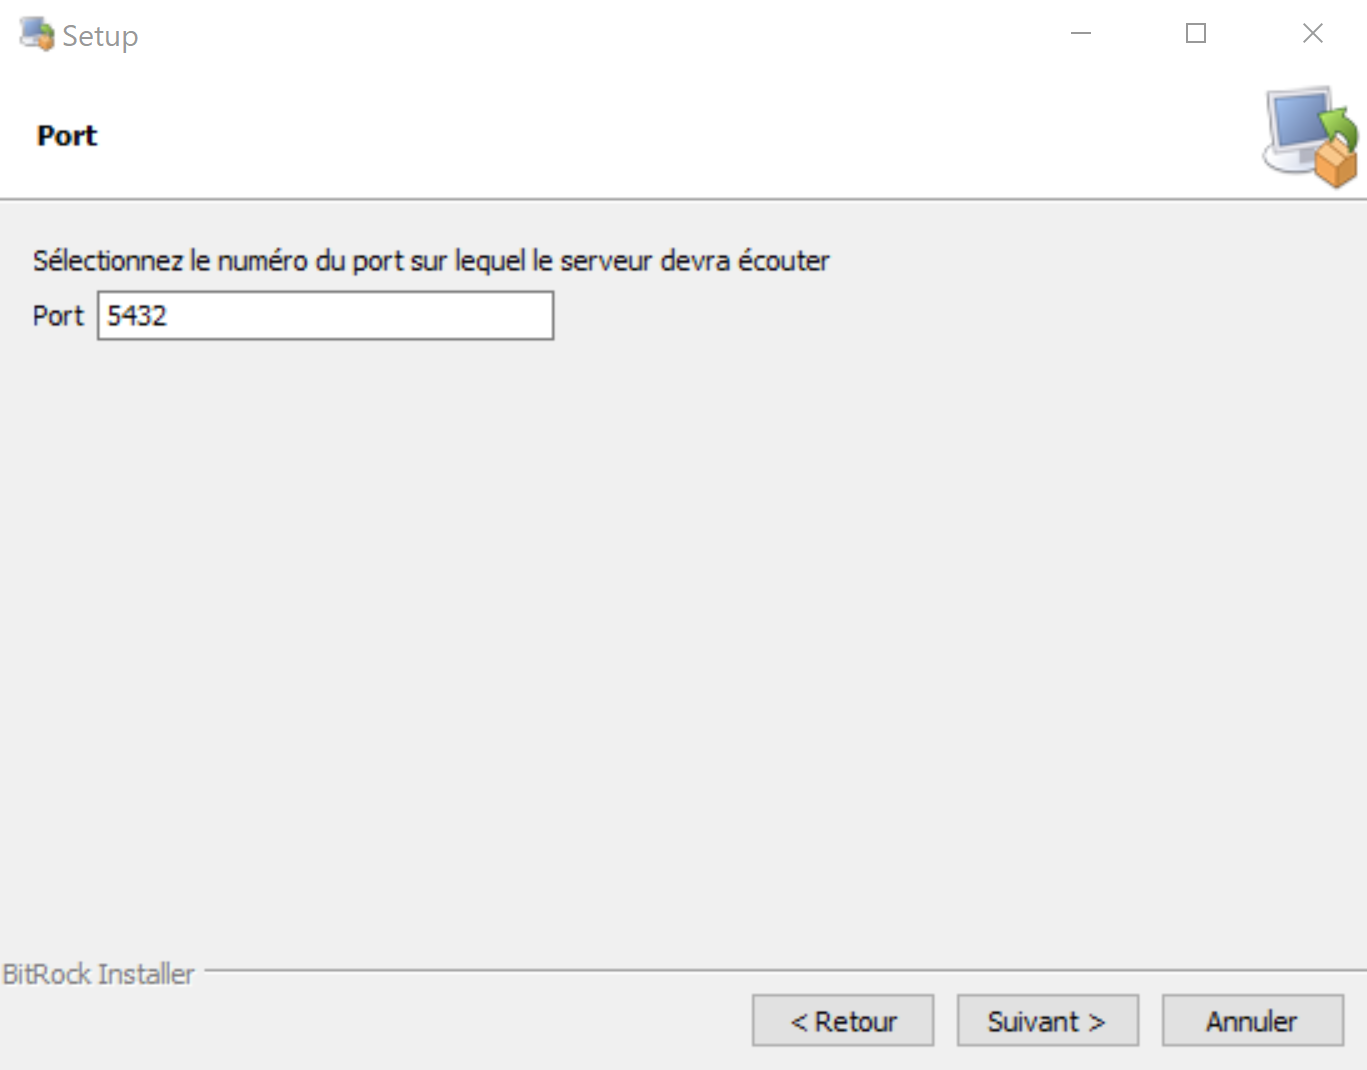 Setup
Port
Sélectionnez le numéro du port sur lequel le serveur devra écouter
Port 5432
BitRock Installer
< Retour Suivant > Annuler